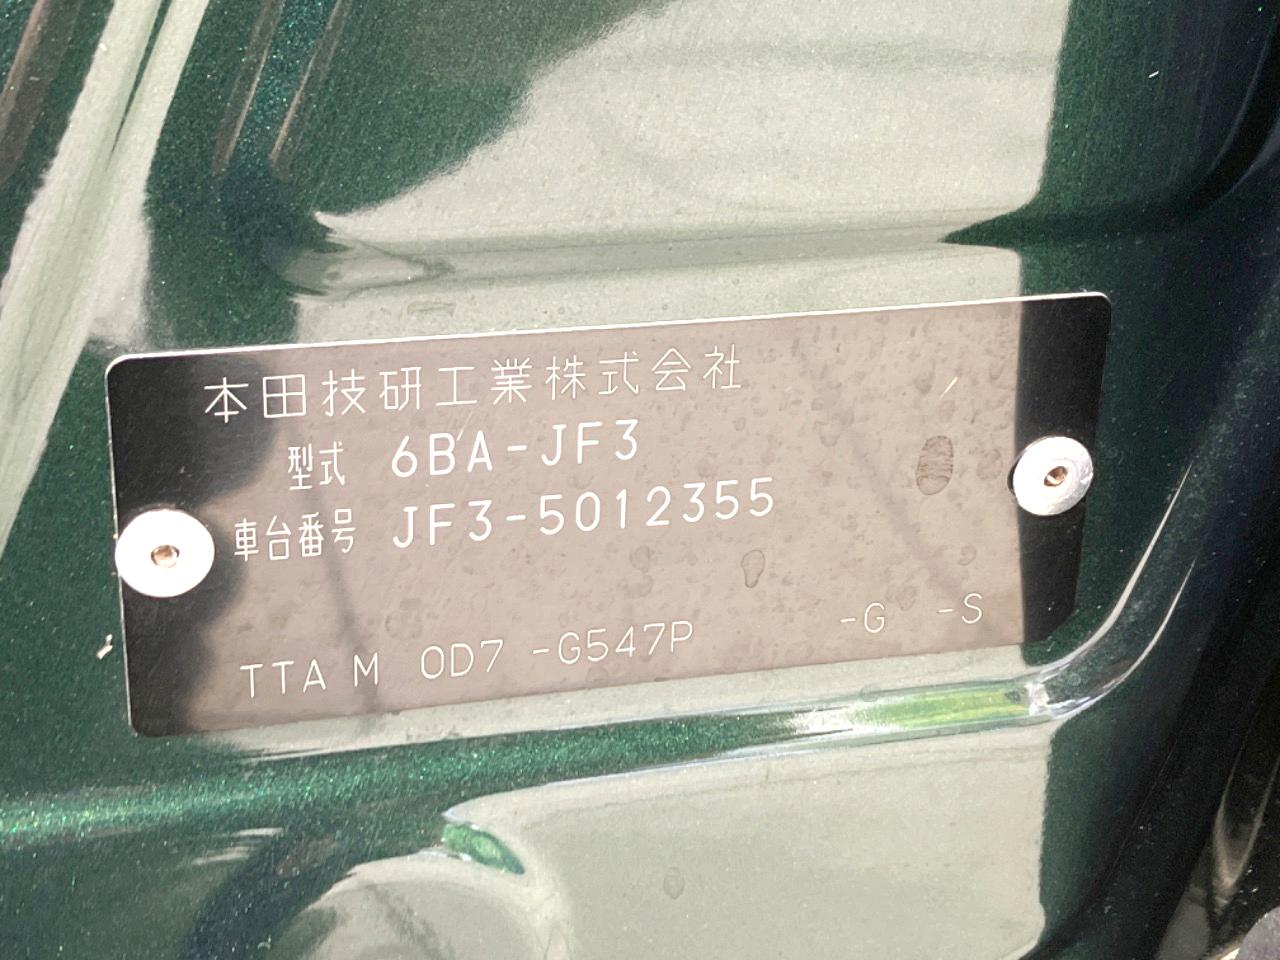 本田技研工業株式会社
型式 6BA-JF3
車台番号 JF3-5012355
TTA M 0D7 -G547P -G -S